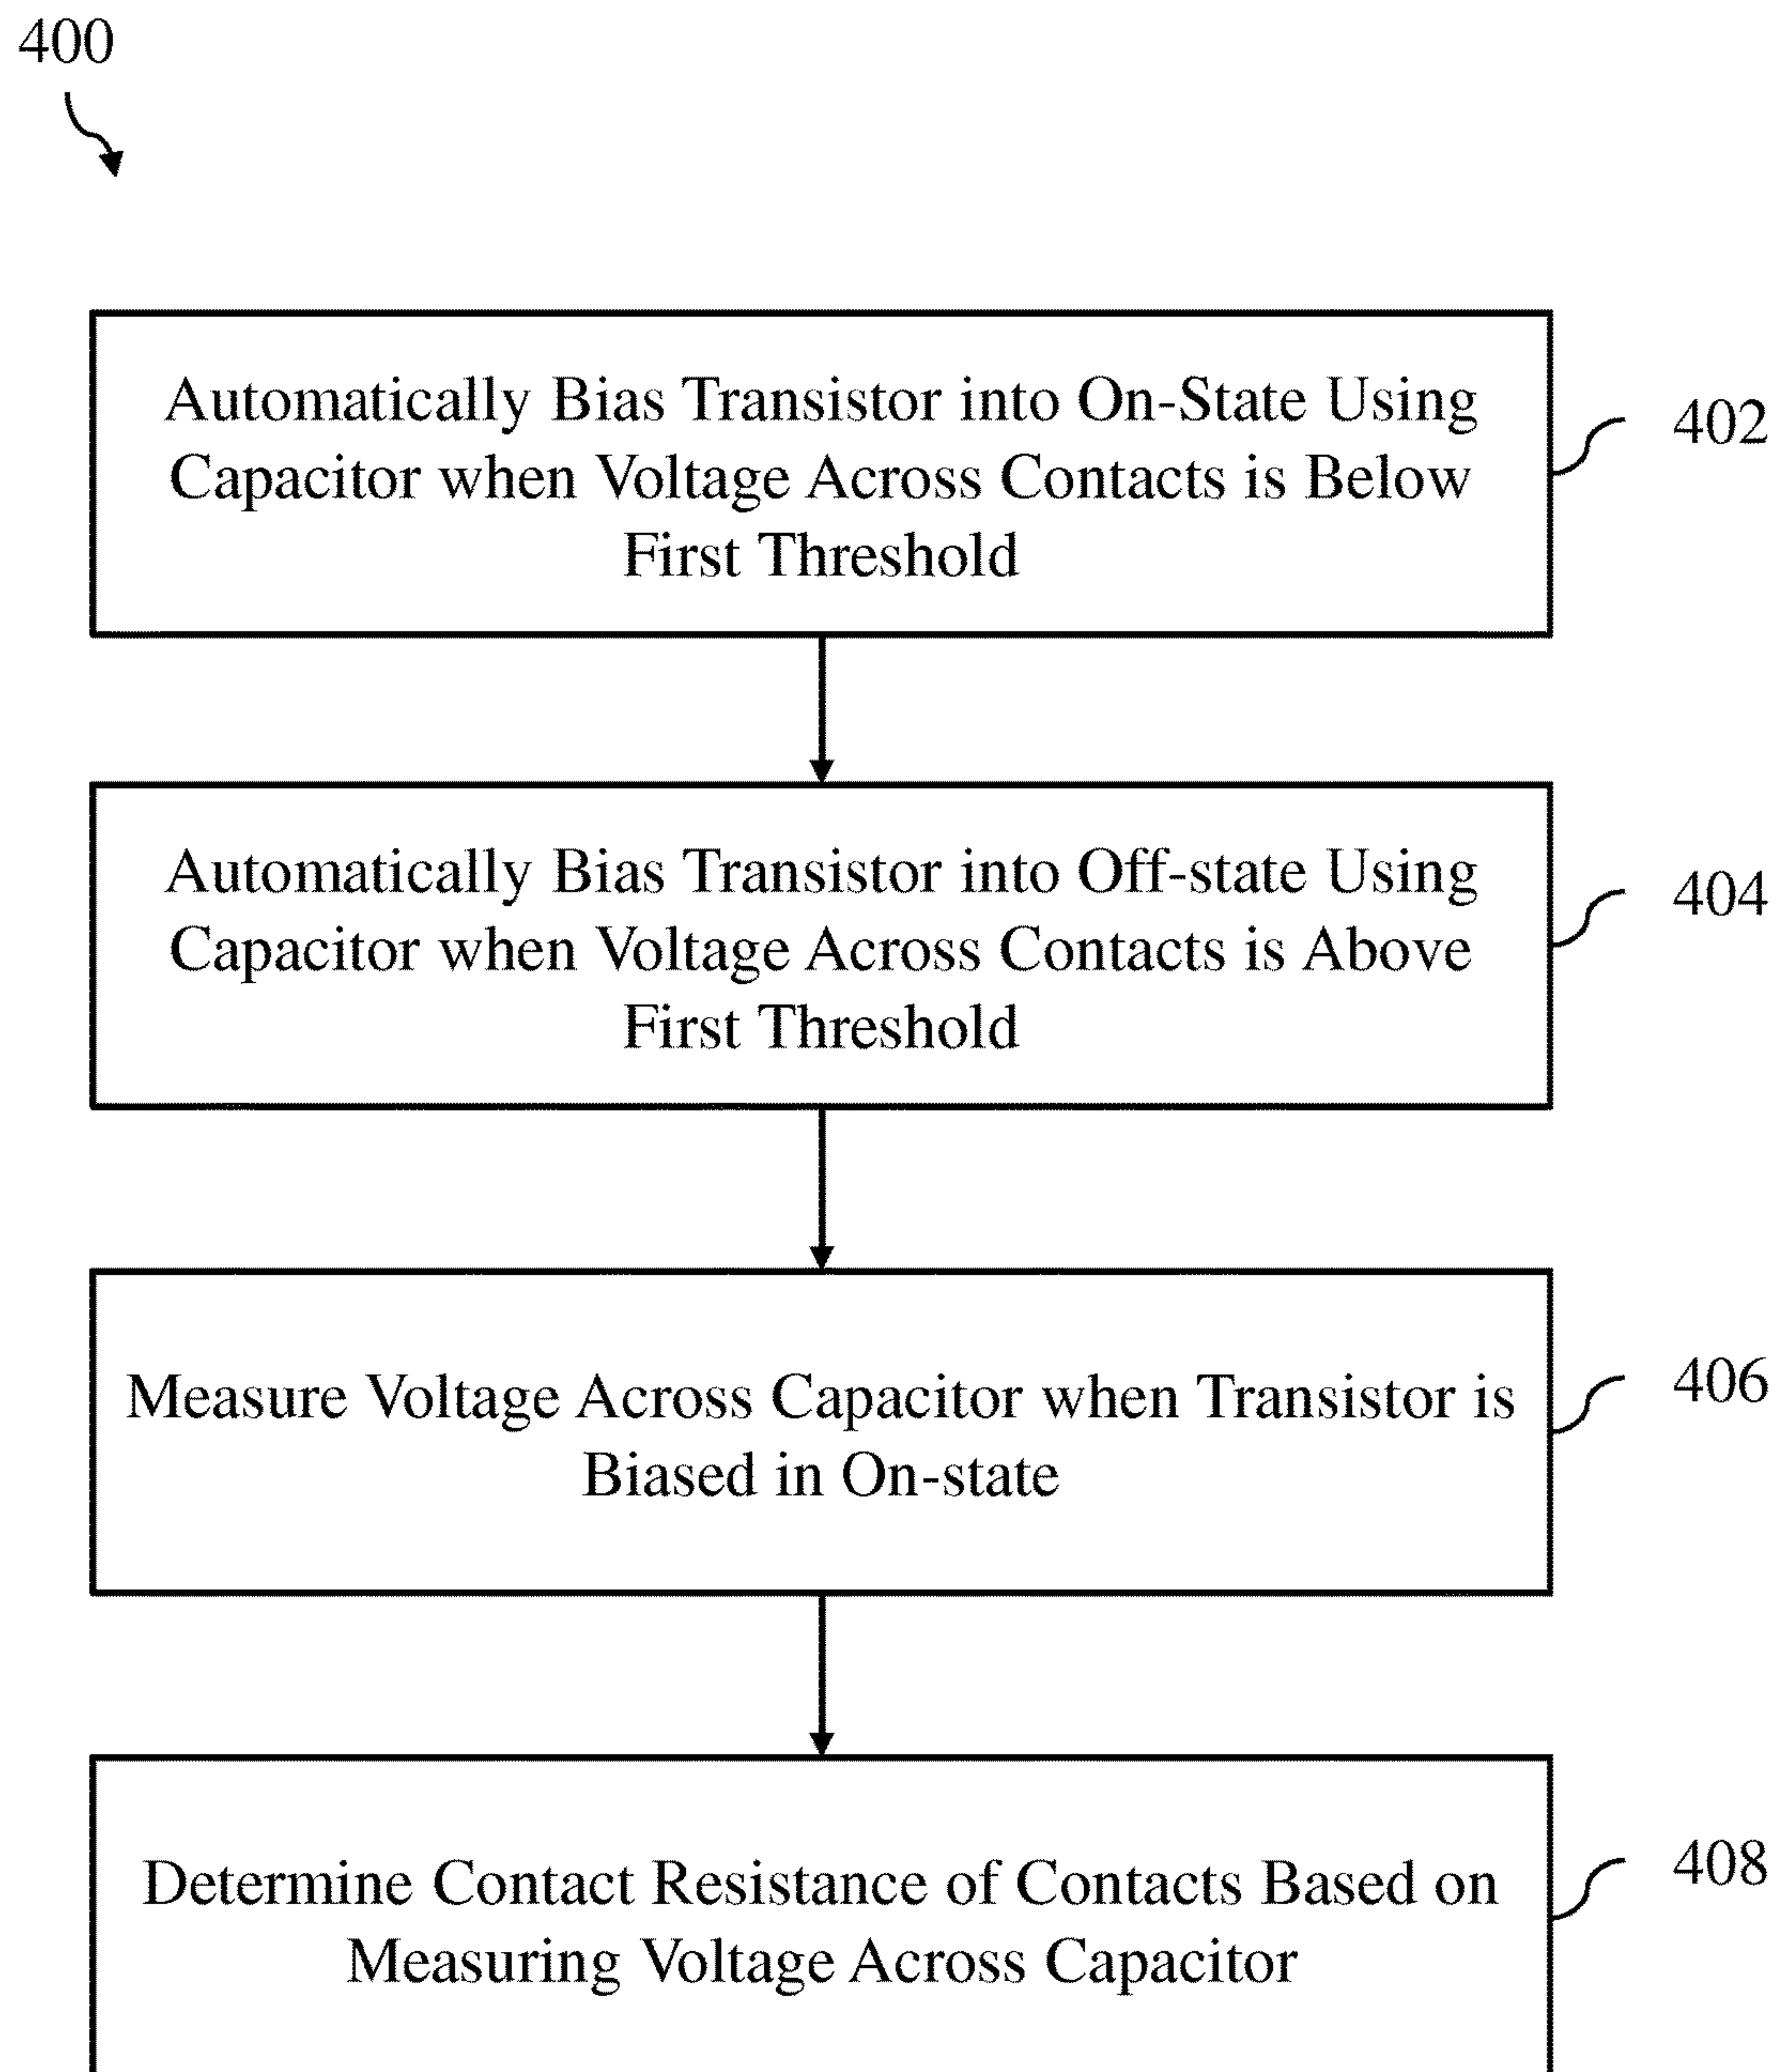 400
Automatically Bias Transistor into On-State Using
Capacitor when Voltage Across Contacts is Below
First Threshold
402
Automatically Bias Transistor into Off-state Using
Capacitor when Voltage Across Contacts is Above
First Threshold
404
Measure Voltage Across Capacitor when Transistor is
Biased in On-state
406
Determine Contact Resistance of Contacts Based on
Measuring Voltage Across Capacitor
408